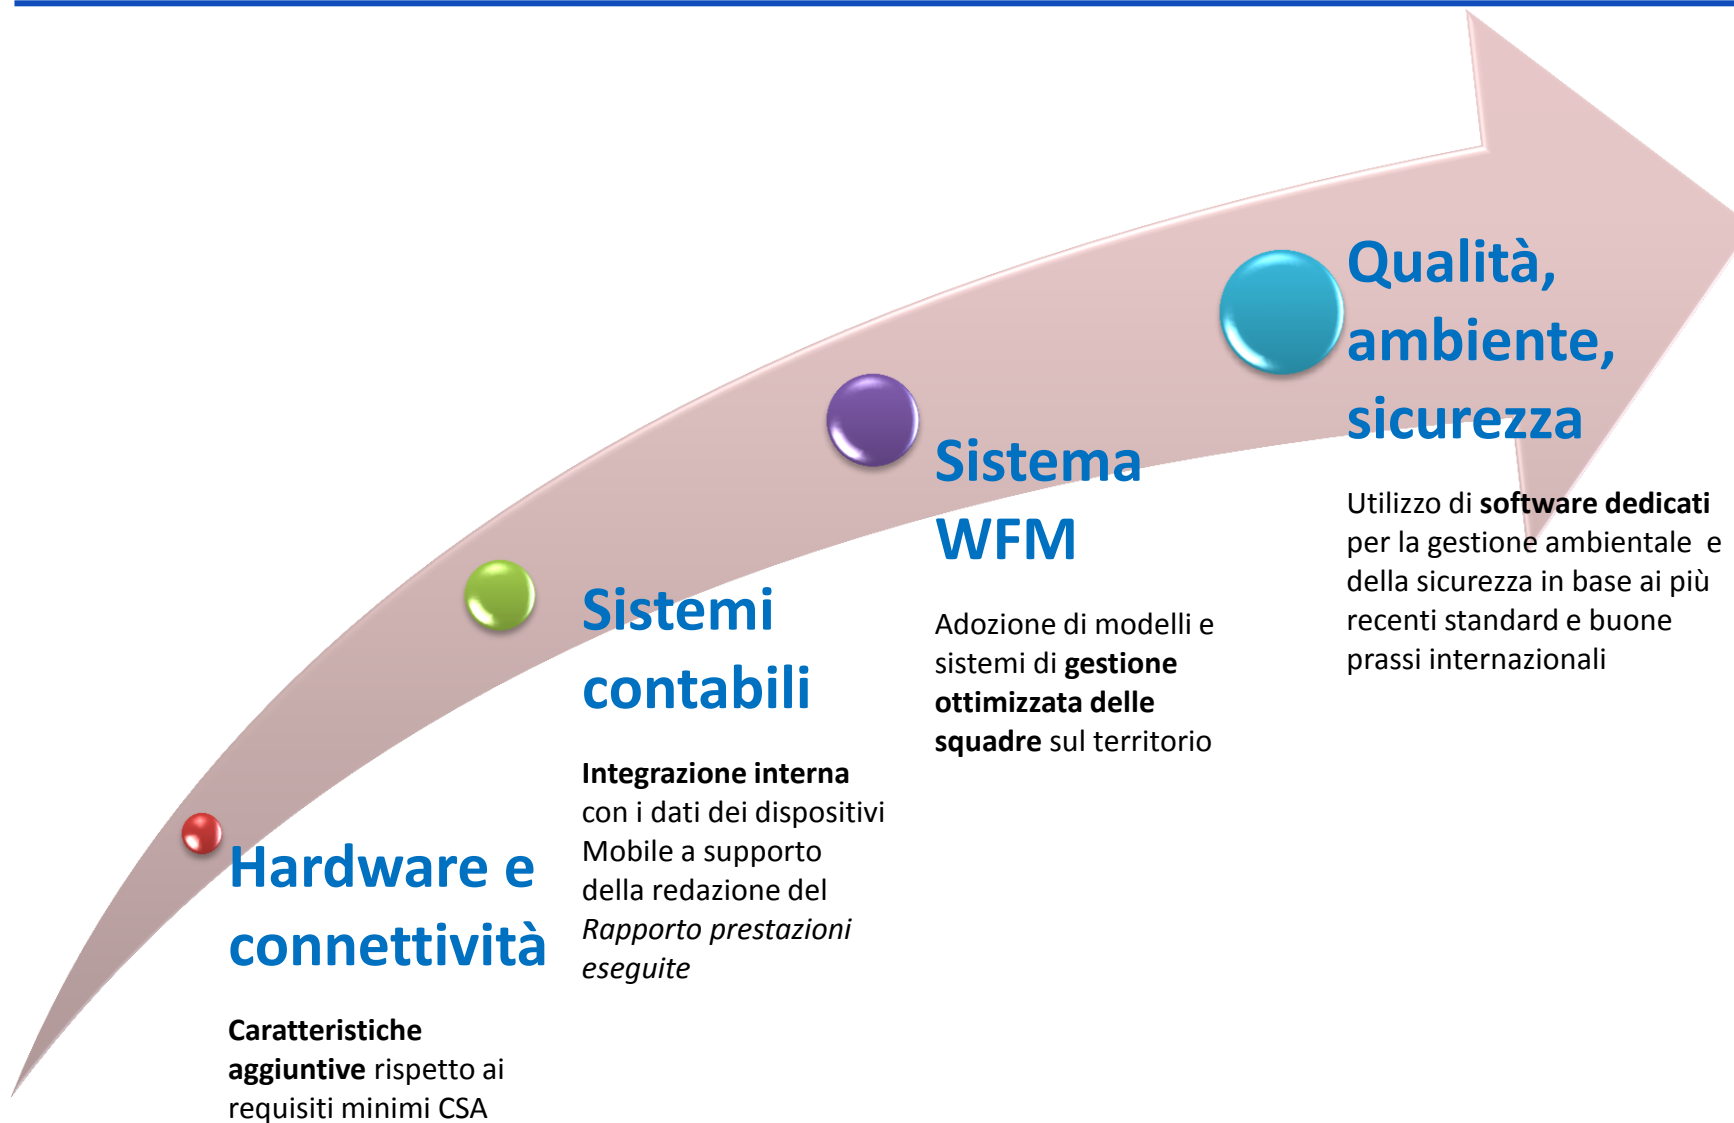 Hardware e
connettività
Caratteristiche
aggiuntive rispetto ai
requisiti minimi CSA
Sistemi
contabili
Integrazione interna
con i dati dei dispositivi
Mobile a supporto
della redazione del
Rapporto prestazioni
eseguite
Sistema
WFM
Adozione di modelli e
sistemi di gestione
ottimizzata delle
squadre sul territorio
Qualità,
ambiente,
sicurezza
Utilizzo di software dedicati
per la gestione ambientale  e
della sicurezza in base ai più
recenti standard e buone
prassi internazionali